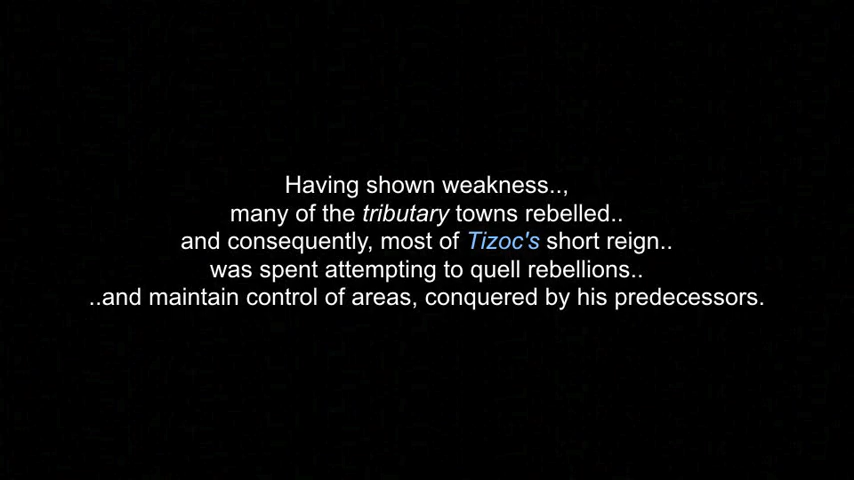 Having shown weakness..,
many of the tributary towns rebelled..
and consequently, most of Tizoc's short reign..
was spent attempting to quell rebellions..
..and maintain control of areas, conquered by his predecessors.